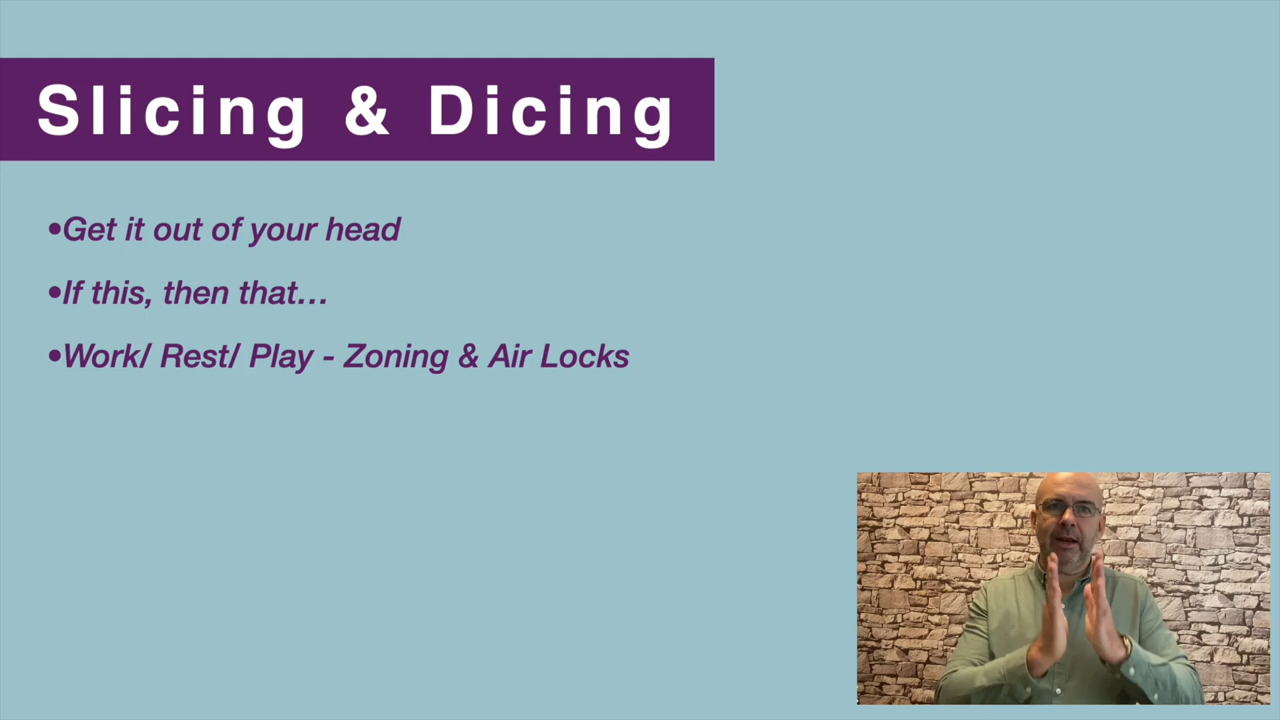 Slicing & Dicing
•Get it out of your head
•If this, then that…
•Work/ Rest/ Play - Zoning & Air Locks